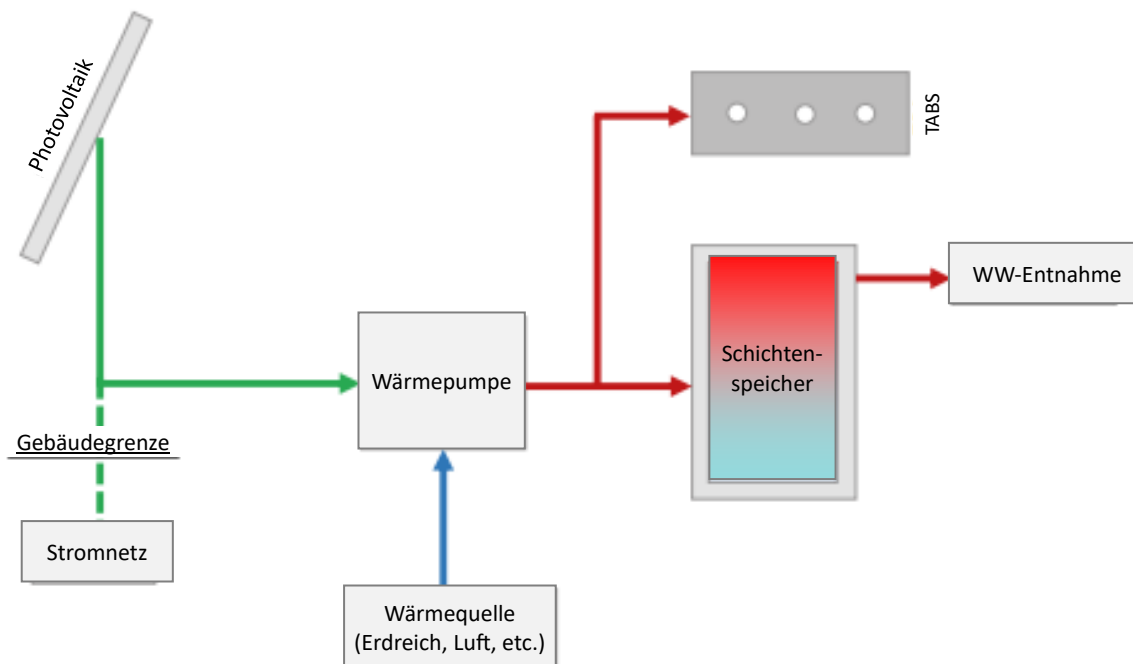 Photovoltaik
TABS
WW-Entnahme
Schichten-
speicher
Wärmepumpe
Gebäudegrenze
Stromnetz
Wärmequelle
(Erdreich, Luft, etc.)